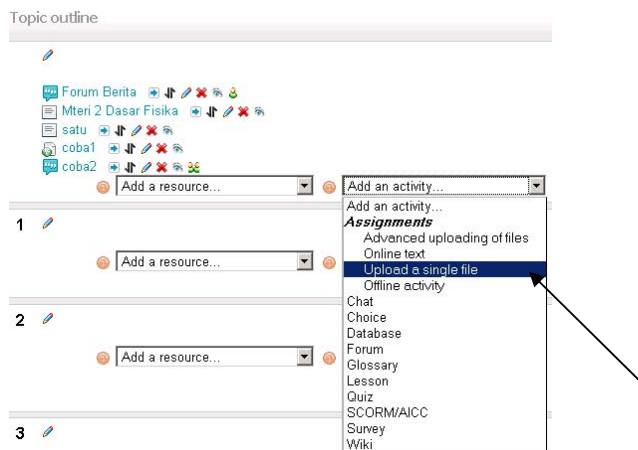 Topic outline
Forum Berita
Mteri 2 Dasar Fisika
satu
coba1
coba2
Add a resource... Add an activity...
Add an activity...
Assignments
Advanced uploading of files
Online text
Upload a single file
Offline activity
Chat
Choice
Database
Forum
Glossary
Lesson
Quiz
SCORM/AICC
Survey
Wiki
1
Add a resource...
2
Add a resource...
3